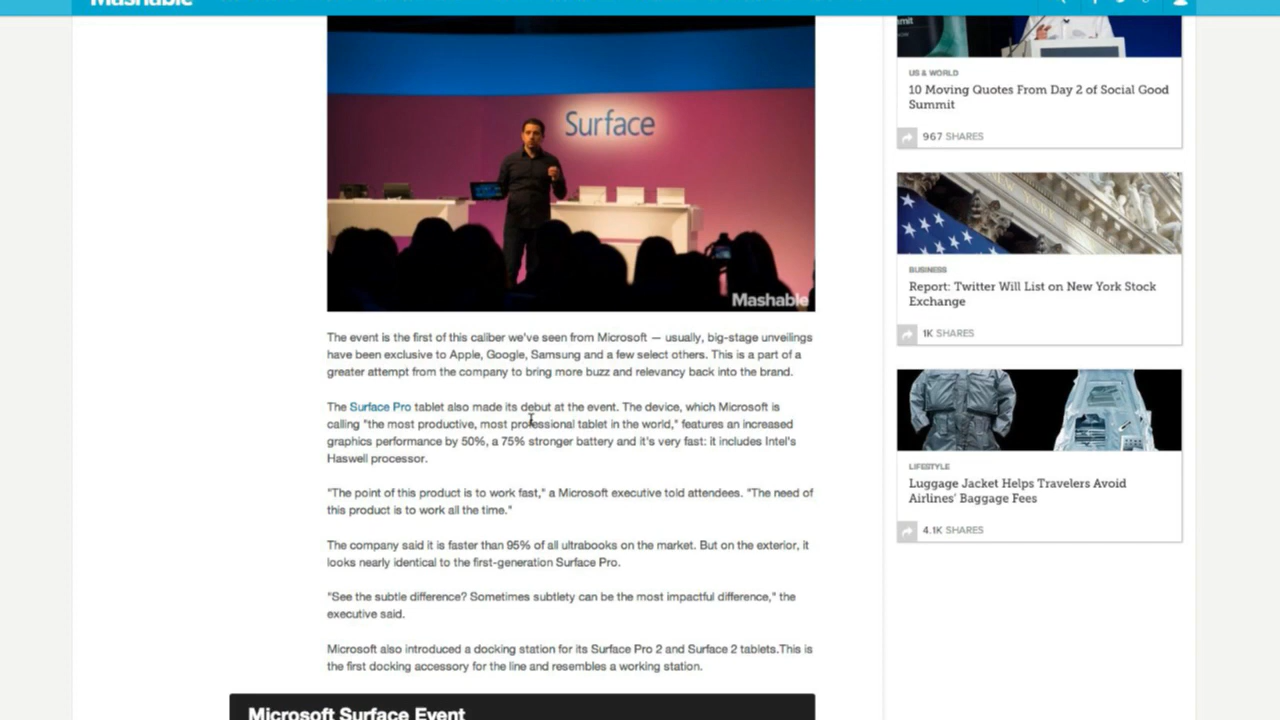 Mashable
Surface
Mashable
The event is the first of this caliber we've seen from Microsoft — usually, big-stage unveilings
have been exclusive to Apple, Google, Samsung and a few select others. This is a part of a
greater attempt from the company to bring more buzz and relevancy back into the brand.
The Surface Pro tablet also made its debut at the event. The device, which Microsoft is
calling "the most productive, most professional tablet in the world," features an increased
graphics performance by 50%, a 75% stronger battery and it's very fast: it includes Intel's
Haswell processor.
"The point of this product is to work fast," a Microsoft executive told attendees. "The need of
this product is to work all the time."
The company said it is faster than 95% of all ultrabooks on the market. But on the exterior, it
looks nearly identical to the first-generation Surface Pro.
"See the subtle difference? Sometimes subtlety can be the most impactful difference," the
executive said.
Microsoft also introduced a docking station for its Surface Pro 2 and Surface 2 tablets.This is
the first docking accessory for the line and resembles a working station.
Microsoft Surface Event
US & WORLD
10 Moving Quotes From Day 2 of Social Good
Summit
967 SHARES
BUSINESS
Report: Twitter Will List on New York Stock
Exchange
1K SHARES
LIFESTYLE
Luggage Jacket Helps Travelers Avoid
Airlines' Baggage Fees
4.1K SHARES